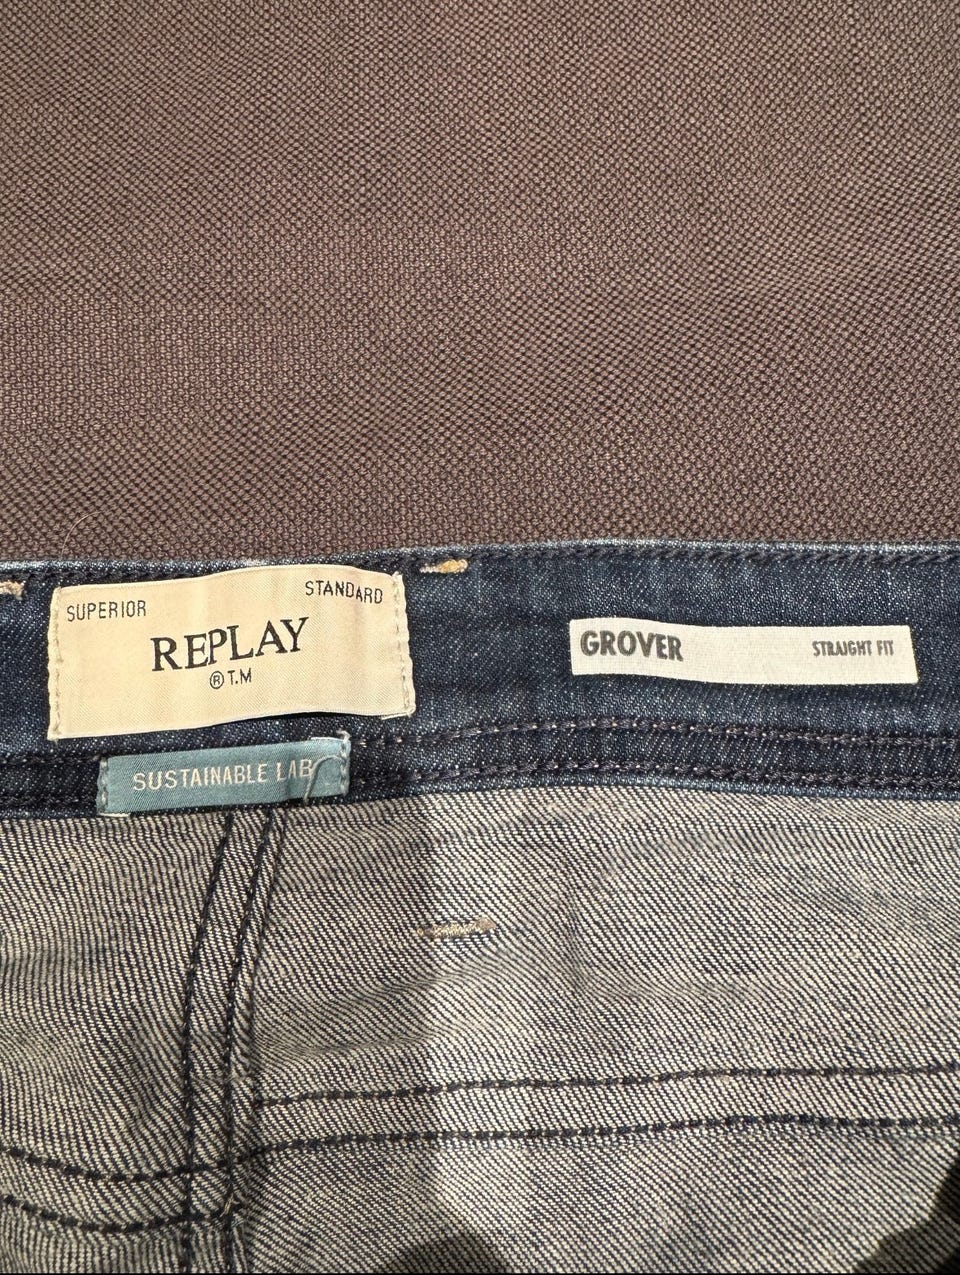 SUPERIOR STANDARD
REPLAY
® T.M
SUSTAINABLE LAB
GROVER STRAIGHT FIT